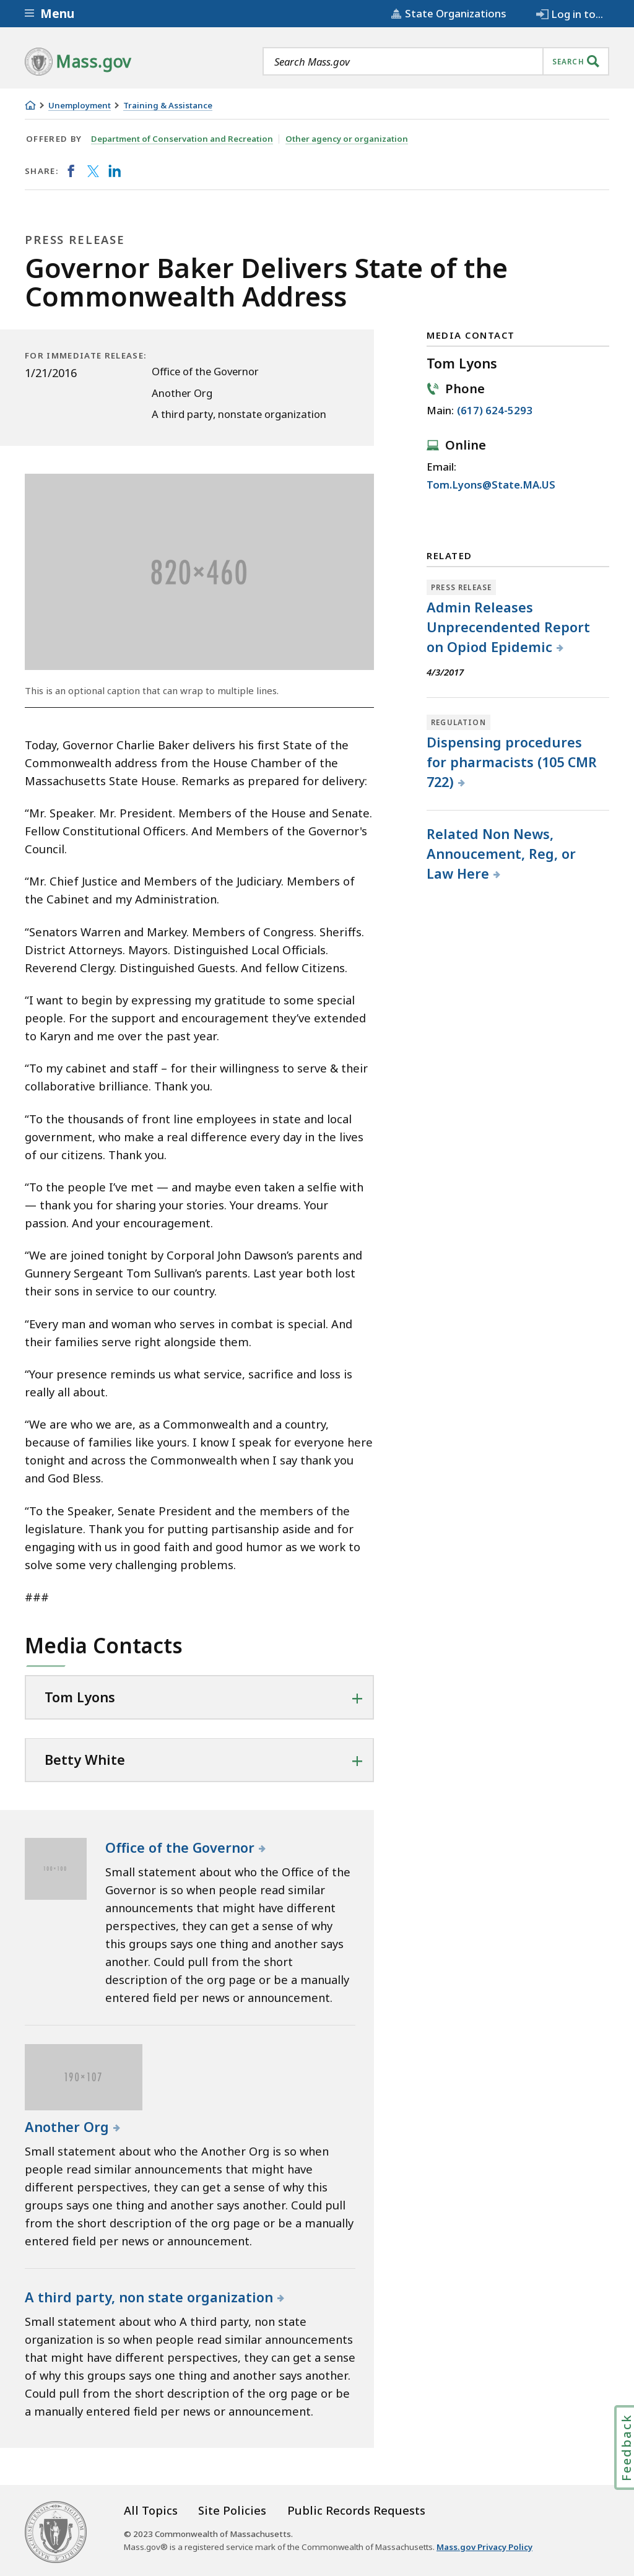 Menu
State Organizations
Log in to...
Mass.gov
Search Mass.gov
SEARCH
Unemployment
Training & Assistance
OFFERED BY
Department of Conservation and Recreation
Other agency or organization
SHARE:
PRESS RELEASE
Governor Baker Delivers State of the
Commonwealth Address
FOR IMMEDIATE RELEASE:
1/21/2016
Office of the Governor
Another Org
A third party, nonstate organization
820×460
This is an optional caption that can wrap to multiple lines.
Today, Governor Charlie Baker delivers his first State of the
Commonwealth address from the House Chamber of the
Massachusetts State House. Remarks as prepared for delivery:
“Mr. Speaker. Mr. President. Members of the House and Senate.
Fellow Constitutional Officers. And Members of the Governor's
Council.
“Mr. Chief Justice and Members of the Judiciary. Members of
the Cabinet and my Administration.
“Senators Warren and Markey. Members of Congress. Sheriffs.
District Attorneys. Mayors. Distinguished Local Officials.
Reverend Clergy. Distinguished Guests. And fellow Citizens.
“I want to begin by expressing my gratitude to some special
people. For the support and encouragement they’ve extended
to Karyn and me over the past year.
“To my cabinet and staff – for their willingness to serve & their
collaborative brilliance. Thank you.
“To the thousands of front line employees in state and local
government, who make a real difference every day in the lives
of our citizens. Thank you.
“To the people I’ve met — and maybe even taken a selfie with
— thank you for sharing your stories. Your dreams. Your
passion. And your encouragement.
“We are joined tonight by Corporal John Dawson’s parents and
Gunnery Sergeant Tom Sullivan’s parents. Last year both lost
their sons in service to our country.
“Every man and woman who serves in combat is special. And
their families serve right alongside them.
“Your presence reminds us what service, sacrifice and loss is
really all about.
“We are who we are, as a Commonwealth and a country,
because of families like yours. I know I speak for everyone here
tonight and across the Commonwealth when I say thank you
and God Bless.
“To the Speaker, Senate President and the members of the
legislature. Thank you for putting partisanship aside and for
engaging with us in good faith and good humor as we work to
solve some very challenging problems.
###
Media Contacts
Tom Lyons
Betty White
MEDIA CONTACT
Tom Lyons
Phone
Main: (617) 624-5293
Online
Email:
Tom.Lyons@State.MA.US
RELATED
PRESS RELEASE
Admin Releases
Unprecendented Report
on Opiod Epidemic
4/3/2017
REGULATION
Dispensing procedures
for pharmacists (105 CMR
722)
Related Non News,
Annoucement, Reg, or
Law Here
100×100
Office of the Governor
Small statement about who the Office of the
Governor is so when people read similar
announcements that might have different
perspectives, they can get a sense of why
this groups says one thing and another says
another. Could pull from the short
description of the org page or be a manually
entered field per news or announcement.
190×107
Another Org
Small statement about who the Another Org is so when
people read similar announcements that might have
different perspectives, they can get a sense of why this
groups says one thing and another says another. Could pull
from the short description of the org page or be a manually
entered field per news or announcement.
A third party, non state organization
Small statement about who A third party, non state
organization is so when people read similar announcements
that might have different perspectives, they can get a sense
of why this groups says one thing and another says another.
Could pull from the short description of the org page or be
a manually entered field per news or announcement.
Feedback
All Topics
Site Policies
Public Records Requests
© 2023 Commonwealth of Massachusetts.
Mass.gov® is a registered service mark of the Commonwealth of Massachusetts. Mass.gov Privacy Policy